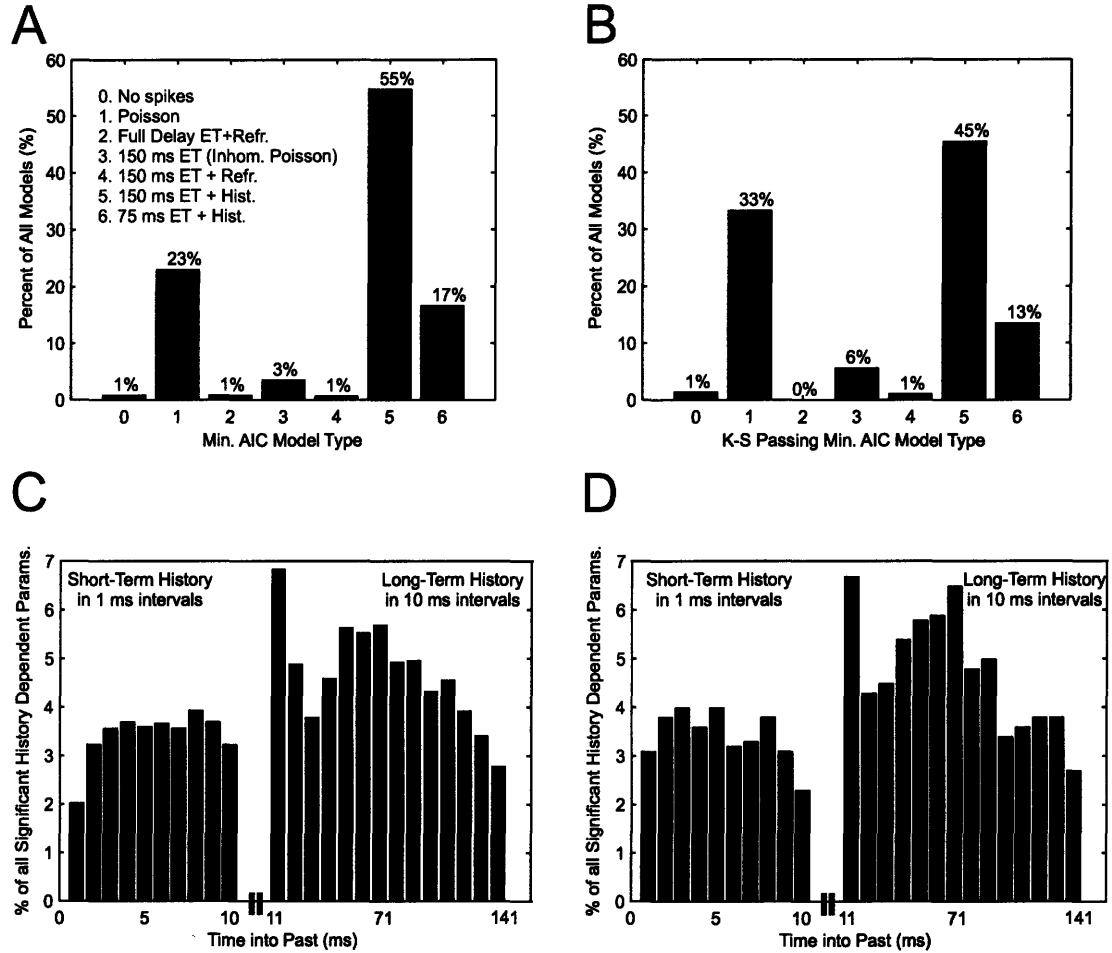 A
Percent of All Models (%)
60
50
40
30
20
10
0
0. No spikes
1. Poisson
2. Full Delay ET+Refr.
3. 150 ms ET (Inhom. Poisson)
4. 150 ms ET + Refr.
5. 150 ms ET + Hist.
6. 75 ms ET + Hist.
1%
23%
1%
3%
1%
55%
17%
0 1 2 3 4 5 6
Min. AIC Model Type
B
Percent of All Models (%)
60
50
40
30
20
10
0
1%
33%
0%
6%
1%
45%
13%
0 1 2 3 4 5 6
K-S Passing Min. AIC Model Type
C
% of all Significant History Dependent Params.
7
6
5
4
3
2
1
0
Short-Term History
in 1 ms intervals
Long-Term History
in 10 ms intervals
0 5 10 11 71 141
Time into Past (ms)
D
% of all Significant History Dependent Params.
7
6
5
4
3
2
1
0
Short-Term History
in 1 ms intervals
Long-Term History
in 10 ms intervals
0 5 10 11 71 141
Time into Past (ms)